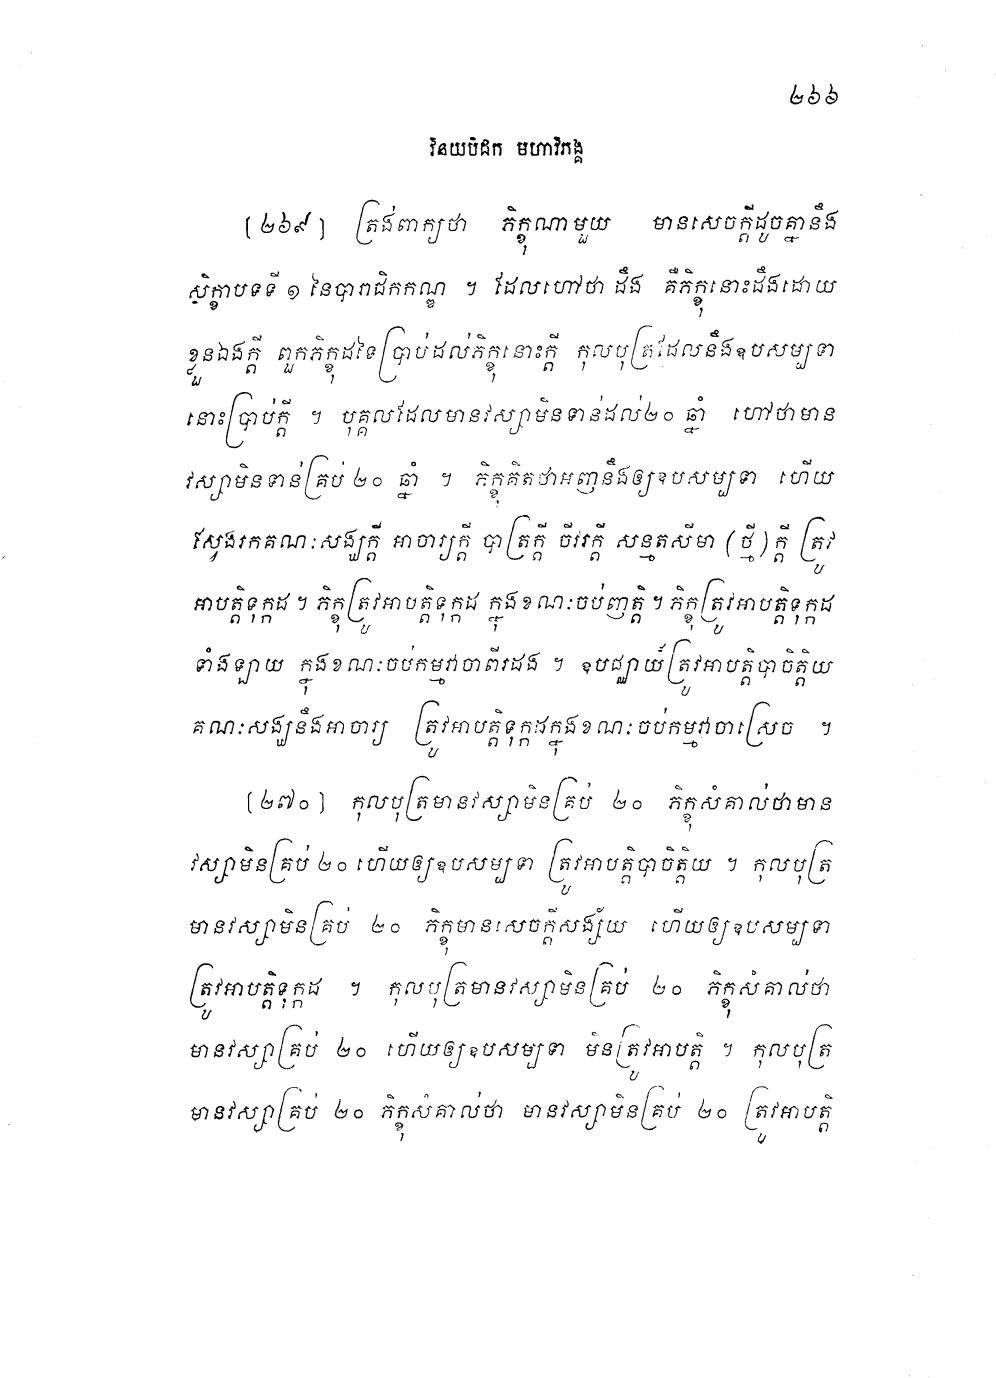 ២៦៦
វិនយបិដក មហាវិភង្គ
[២៦៩] ត្រង់ពាក្យថា ភិក្ខុណាមួយ មានសេចក្តីដូចគ្នានឹង
សិក្ខាបទទី ១ នៃបារាជិកកណ្ឌ ។ ដែលហៅថា ដឹង គឺភិក្ខុនោះដឹងដោយ
ខ្លួនឯងក្តី ពួកភិក្ខុដទៃប្រាប់ដល់ភិក្ខុនោះក្តី កុលបុត្រដែលនឹងឧបសម្បទា
នោះប្រាប់ក្តី ។ បុគ្គលដែលមានវស្សាមិនទាន់ដល់២០ ឆ្នាំ ហៅថាមាន
វស្សាមិនទាន់គ្រប់ ២០ ឆ្នាំ ។ ភិក្ខុគិតថាអញនឹងឲ្យឧបសម្បទា ហើយ
ស្វែងរកគណៈសង្ឃក្តី អាចារ្យក្តី បាត្រក្តី ចីវរក្តី សន្មតសីមា (ថ្មី) ក្តី ត្រូវ
អាបត្តិទុក្កដ ។ ភិក្ខុត្រូវអាបត្តិទុក្កដ ក្នុងខណៈចប់ញត្តិ ។ ភិក្ខុត្រូវអាបត្តិទុក្កដ
ទាំងឡាយ ក្នុងខណៈចប់កម្មវាចាពីរដង ។ ឧបជ្ឈាយ៍ត្រូវអាបត្តិបាចិត្តិយ
គណៈសង្ឃនឹងអាចារ្យ ត្រូវអាបត្តិទុក្កដក្នុងខណៈចប់កម្មវាចាស្រេច ។
[២៧០] កុលបុត្រមានវស្សាមិនគ្រប់ ២០ ភិក្ខុសំគាល់ថាមាន
វស្សាមិនគ្រប់ ២០ ហើយឲ្យឧបសម្បទា ត្រូវអាបត្តិបាចិត្តិយ ។ កុលបុត្រ
មានវស្សាមិនគ្រប់ ២០ ភិក្ខុមានសេចក្តីសង្ស័យ ហើយឲ្យឧបសម្បទា
ត្រូវអាបត្តិទុក្កដ ។ កុលបុត្រមានវស្សាមិនគ្រប់ ២០ ភិក្ខុសំគាល់ថា
មានវស្សាគ្រប់ ២០ ហើយឲ្យឧបសម្បទា មិនត្រូវអាបត្តិ ។ កុលបុត្រ
មានវស្សាគ្រប់ ២០ ភិក្ខុសំគាល់ថា មានវស្សាមិនគ្រប់ ២០ ត្រូវអាបត្តិ